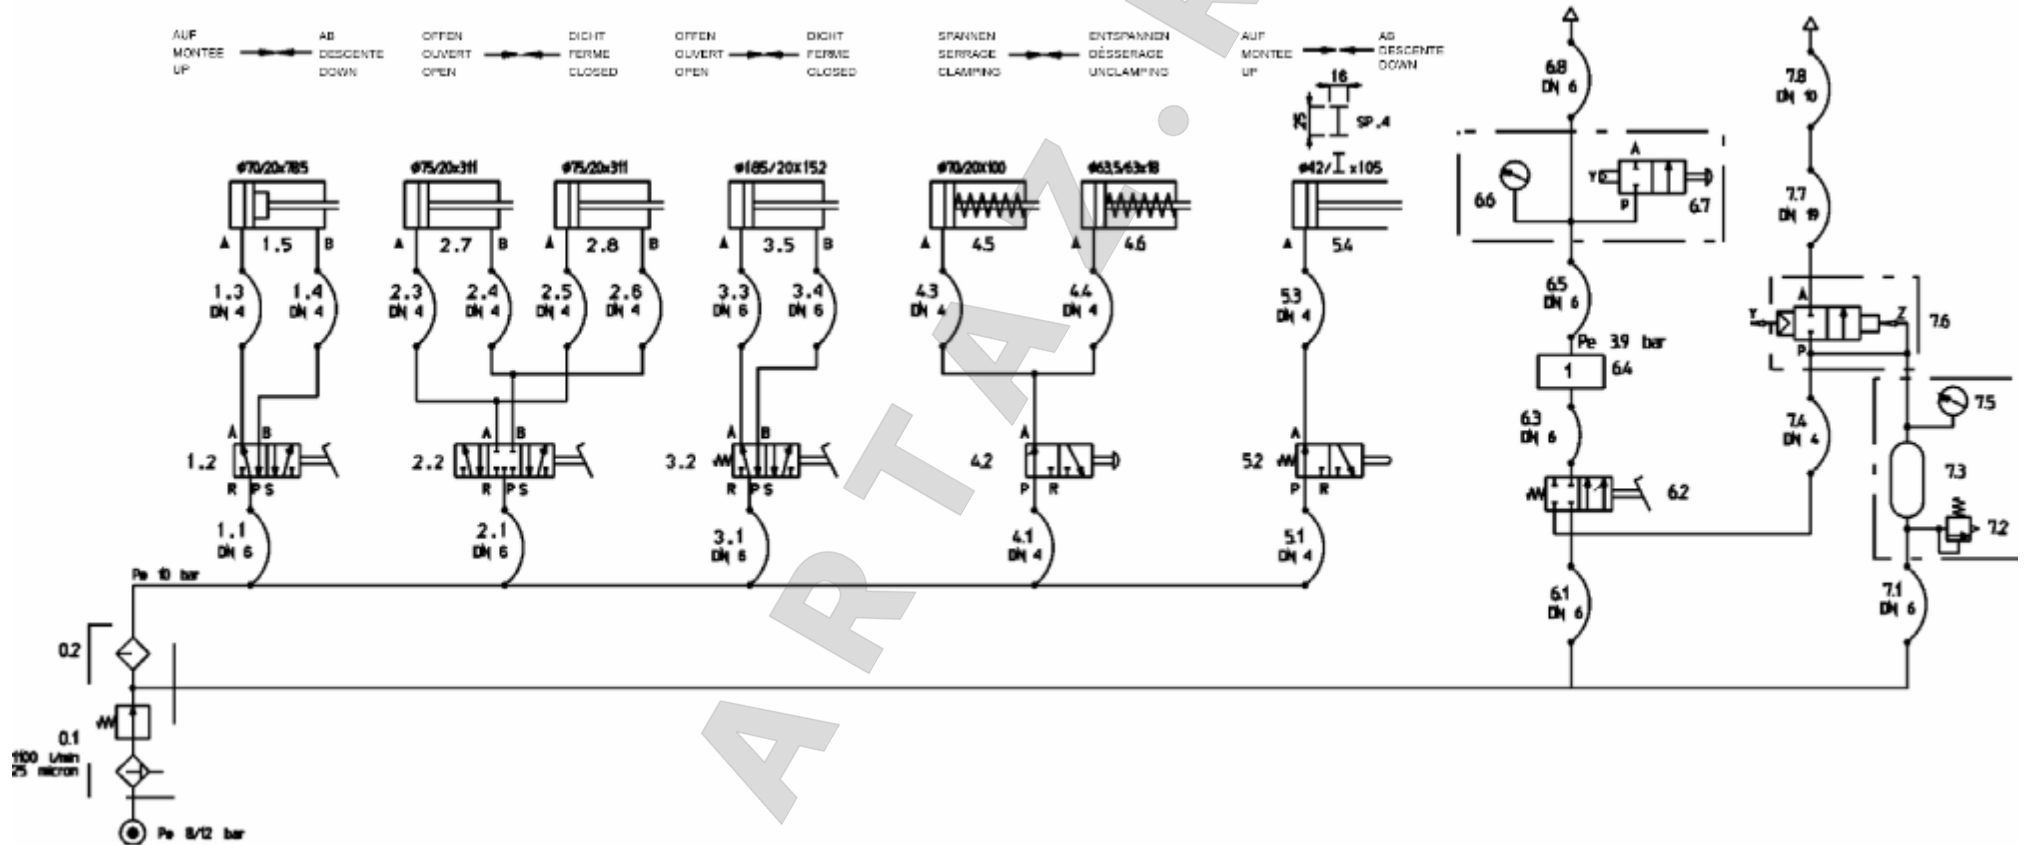 AUF
MONTEE
UP
AB
DESCENTE
DOWN
OFFEN
OUVERT
OPEN
DICHT
FERME
CLOSED
OFFEN
OUVERT
OPEN
DICHT
FERME
CLOSED
SPANNEN
SERRAGE
CLAMPING
ENTSPANNEN
DÉSSERAGE
UNCLAMPING
AUF
MONTEE
UP
AB
DESCENTE
DOWN
16
25
SP.4
ø70/20x785
ø75/20x311
ø75/20x311
ø185/20X152
ø70/20X100
ø63,5/63x18
ø42/ x105
A 1.5 B
A 2.7 B
A 2.8 B
A 3.5 B
A 4.5
A 4.6
A 5.4
1.3
DN 4
1.4
DN 4
2.3
DN 4
2.4
DN 4
2.5
DN 4
2.6
DN 4
3.3
DN 6
3.4
DN 6
4.3
DN 4
4.4
DN 4
5.3
DN 4
A B
1.2
R P S
A B
2.2
R P S
A B
3.2
R P S
A
4.2
P R
A
5.2
P R
1.1
DN 6
2.1
DN 6
3.1
DN 6
4.1
DN 4
5.1
DN 4
Pe 10 bar
0.2
0.1
1100 l/min
25 micron
Pe 8/12 bar
6.8
DN 6
6.6
A
Y
P
6.7
6.5
DN 6
Pe 3.9 bar
1
6.4
6.3
DN 6
6.2
6.1
DN 6
7.8
DN 10
7.7
DN 19
A
Y
Z
P
7.6
7.4
DN 4
7.5
7.3
7.2
7.1
DN 6
ARTAZ.R